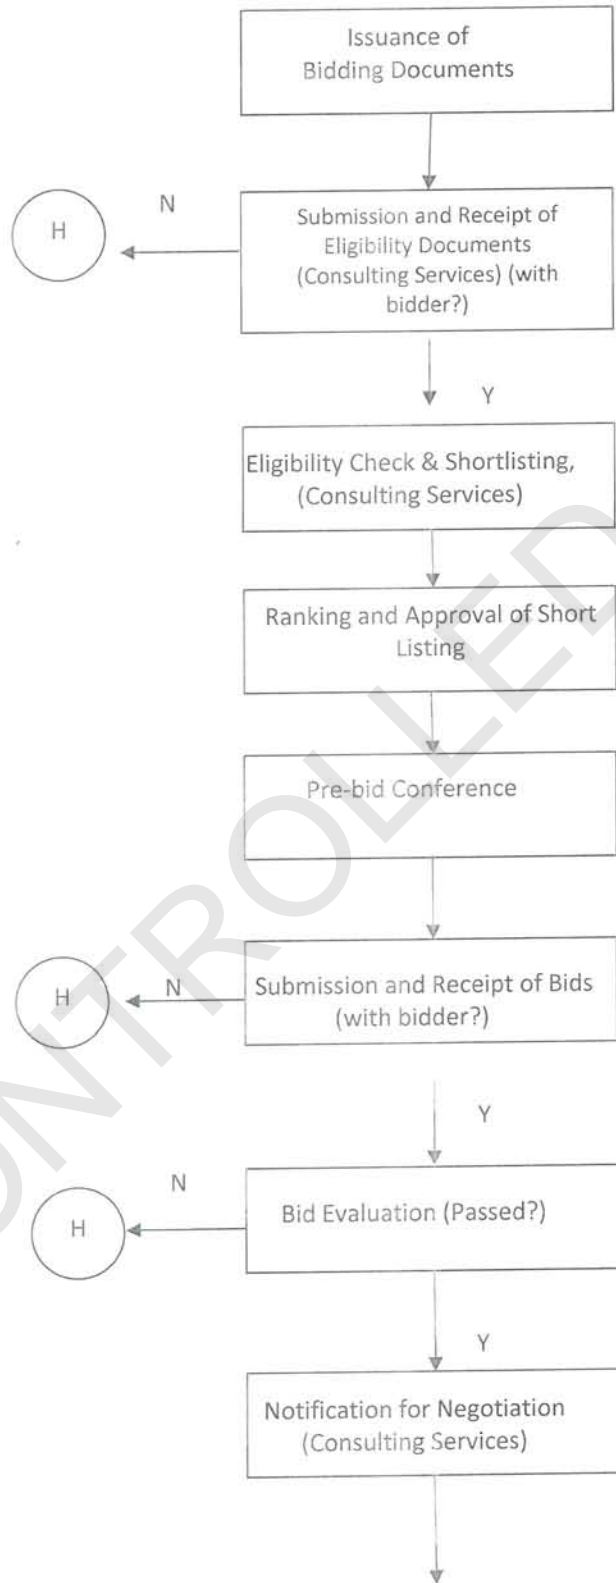 Issuance of
Bidding Documents
N
H
Submission and Receipt of
Eligibility Documents
(Consulting Services) (with
bidder?)
Y
Eligibility Check & Shortlisting,
(Consulting Services)
Ranking and Approval of Short
Listing
Pre-bid Conference
H
N
Submission and Receipt of Bids
(with bidder?)
Y
N
H
Bid Evaluation (Passed?)
Y
Notification for Negotiation
(Consulting Services)
ONTROLLED